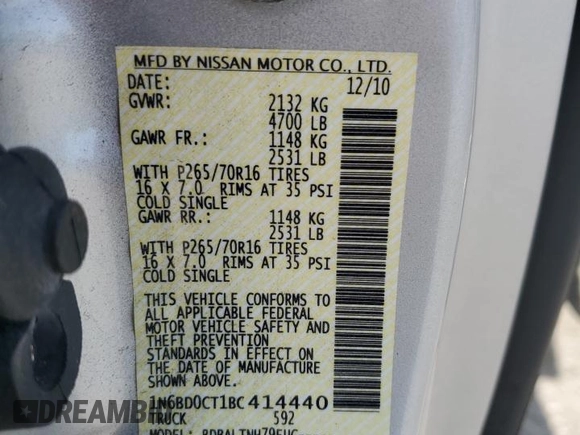 MFD BY NISSAN MOTOR CO., LTD.
DATE: 12/10
GVWR: 2132 KG
4700 LB
GAWR FR.: 1148 KG
2531 LB
WITH P265/70R16 TIRES
16 X 7.0 RIMS AT 35 PSI
COLD SINGLE
GAWR RR.: 1148 KG
2531 LB
WITH P265/70R16 TIRES
16 X 7.0 RIMS AT 35 PSI
COLD SINGLE
THIS VEHICLE CONFORMS TO
ALL APPLICABLE FEDERAL
MOTOR VEHICLE SAFETY AND
THEFT PREVENTION
STANDARDS IN EFFECT ON
THE DATE OF MANUFACTURE
SHOWN ABOVE.
1N6BD0CT1BC414440
TRUCK 592
DREAMBID